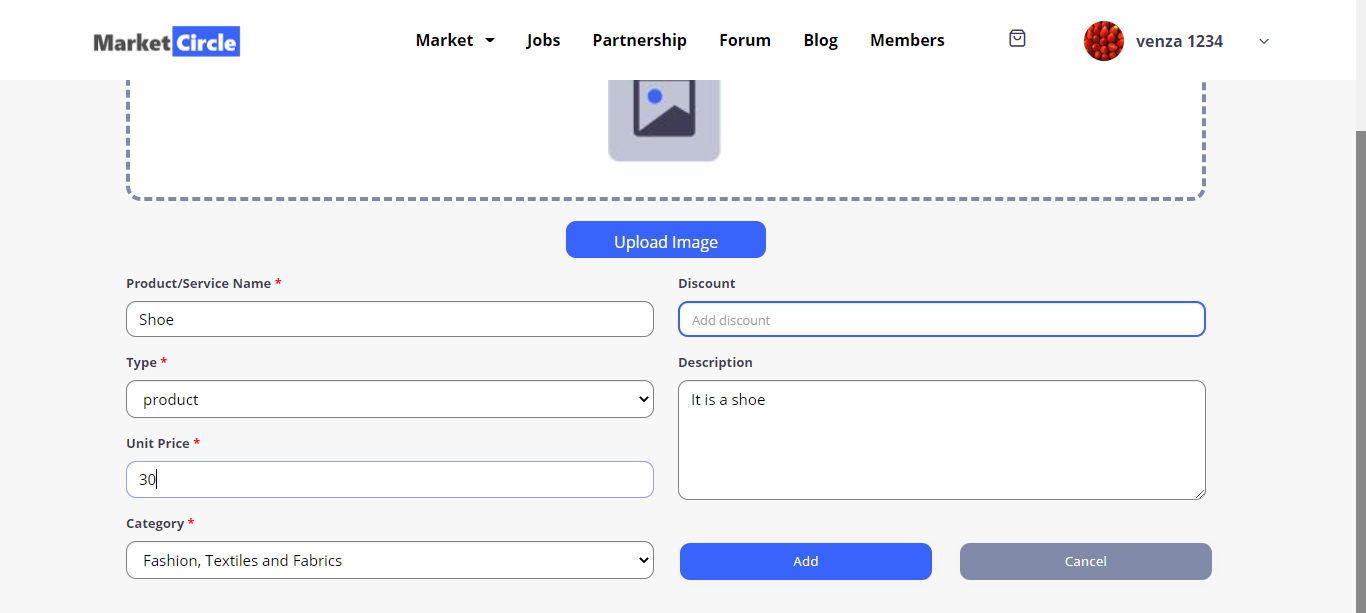 Market Circle
Market Jobs Partnership Forum Blog Members
venza 1234
Upload Image
Product/Service Name *
Shoe
Discount
Add discount
Type *
product
Description
It is a shoe
Unit Price *
30
Category *
Fashion, Textiles and Fabrics
Add
Cancel